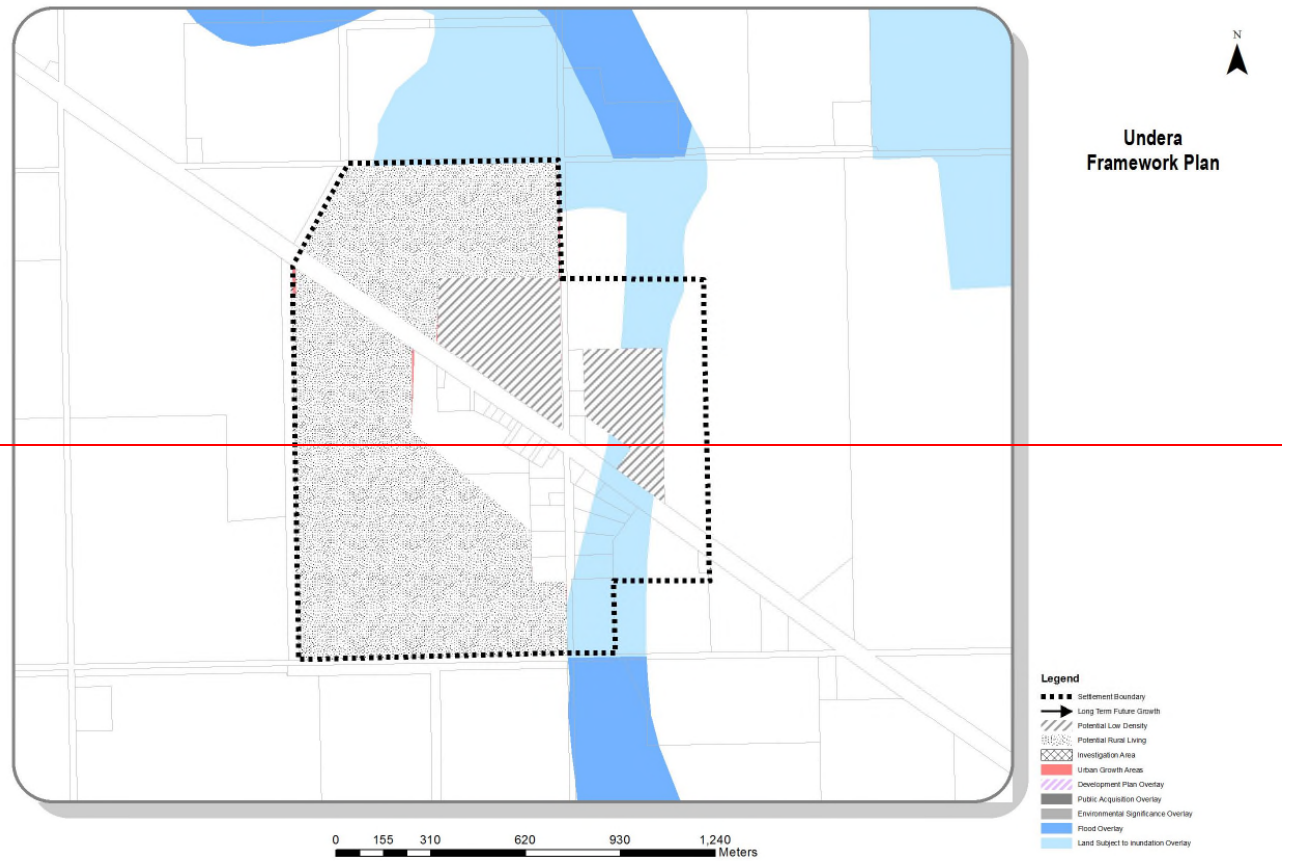 N
Undera
Framework Plan
Legend
Settlement Boundary
Long Term Future Growth
Potential Low Density
Potential Rural Living
Investigation Area
Urban Growth Areas
Development Plan Overlay
Public Acquisition Overlay
Environmental Significance Overlay
Flood Overlay
Land Subject to Inundation Overlay
0 155 310 620 930 1,240
Meters